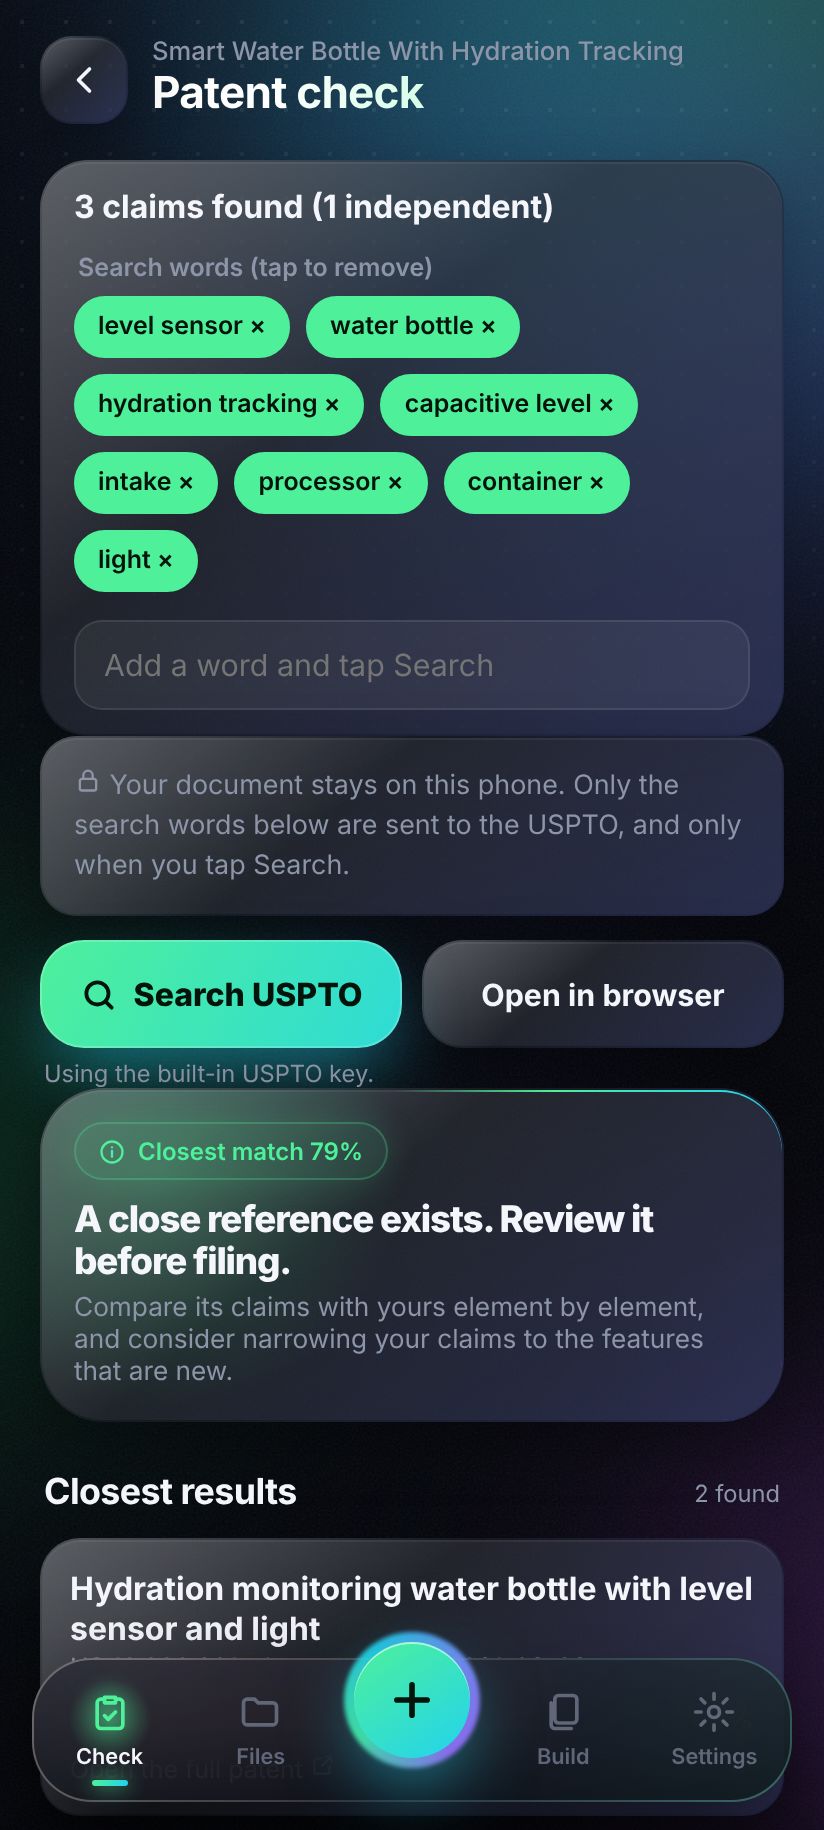 Smart Water Bottle With Hydration Tracking
Patent check
3 claims found (1 independent)
Search words (tap to remove)
level sensor ×
water bottle ×
hydration tracking ×
capacitive level ×
intake ×
processor ×
container ×
light ×
Add a word and tap Search
Your document stays on this phone. Only the
search words below are sent to the USPTO, and only
when you tap Search.
Search USPTO
Open in browser
Using the built-in USPTO key.
Closest match 79%
A close reference exists. Review it
before filing.
Compare its claims with yours element by element,
and consider narrowing your claims to the features
that are new.
Closest results
2 found
Hydration monitoring water bottle with level
sensor and light
Check
Files
Build
Settings
the full patent